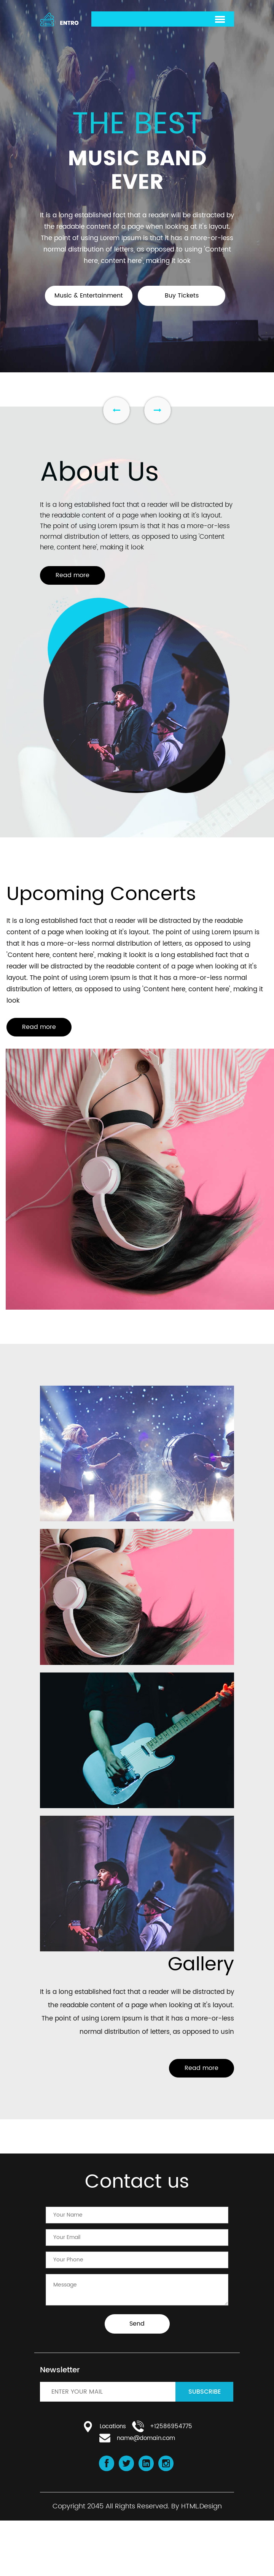 ENTRO
THE BEST
MUSIC BAND
EVER
It is a long established fact that a reader will be distracted by
the readable content of a page when looking at it's layout.
The point of using Lorem Ipsum is that it has a more-or-less
normal distribution of letters, as opposed to using 'Content
here, content here', making it look
Music & Entertainment
Buy Tickets
About Us
It is a long established fact that a reader will be distracted by
the readable content of a page when looking at it's layout.
The point of using Lorem Ipsum is that it has a more-or-less
normal distribution of letters, as opposed to using 'Content
here, content here', making it look
Read more
Upcoming Concerts
It is a long established fact that a reader will be distracted by the readable
content of a page when looking at it's layout. The point of using Lorem Ipsum is
that it has a more-or-less normal distribution of letters, as opposed to using
'Content here, content here', making it lookit is a long established fact that a
reader will be distracted by the readable content of a page when looking at it's
layout. The point of using Lorem Ipsum is that it has a more-or-less normal
distribution of letters, as opposed to using 'Content here, content here', making it
look
Read more
Gallery
It is a long established fact that a reader will be distracted by
the readable content of a page when looking at it's layout.
The point of using Lorem Ipsum is that it has a more-or-less
normal distribution of letters, as opposed to usin
Read more
Contact us
Your Name
Your Email
Your Phone
Message
Send
Newsletter
ENTER YOUR MAIL
SUBSCRIBE
Locations +12586954775
name@domain.com
Copyright 2045 All Rights Reserved. By HTML.Design